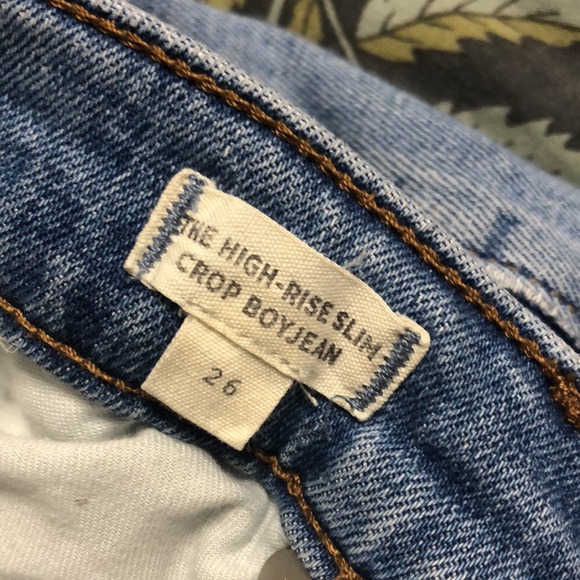 THE HIGH-RISE SLIM
CROP BOYJEAN
26